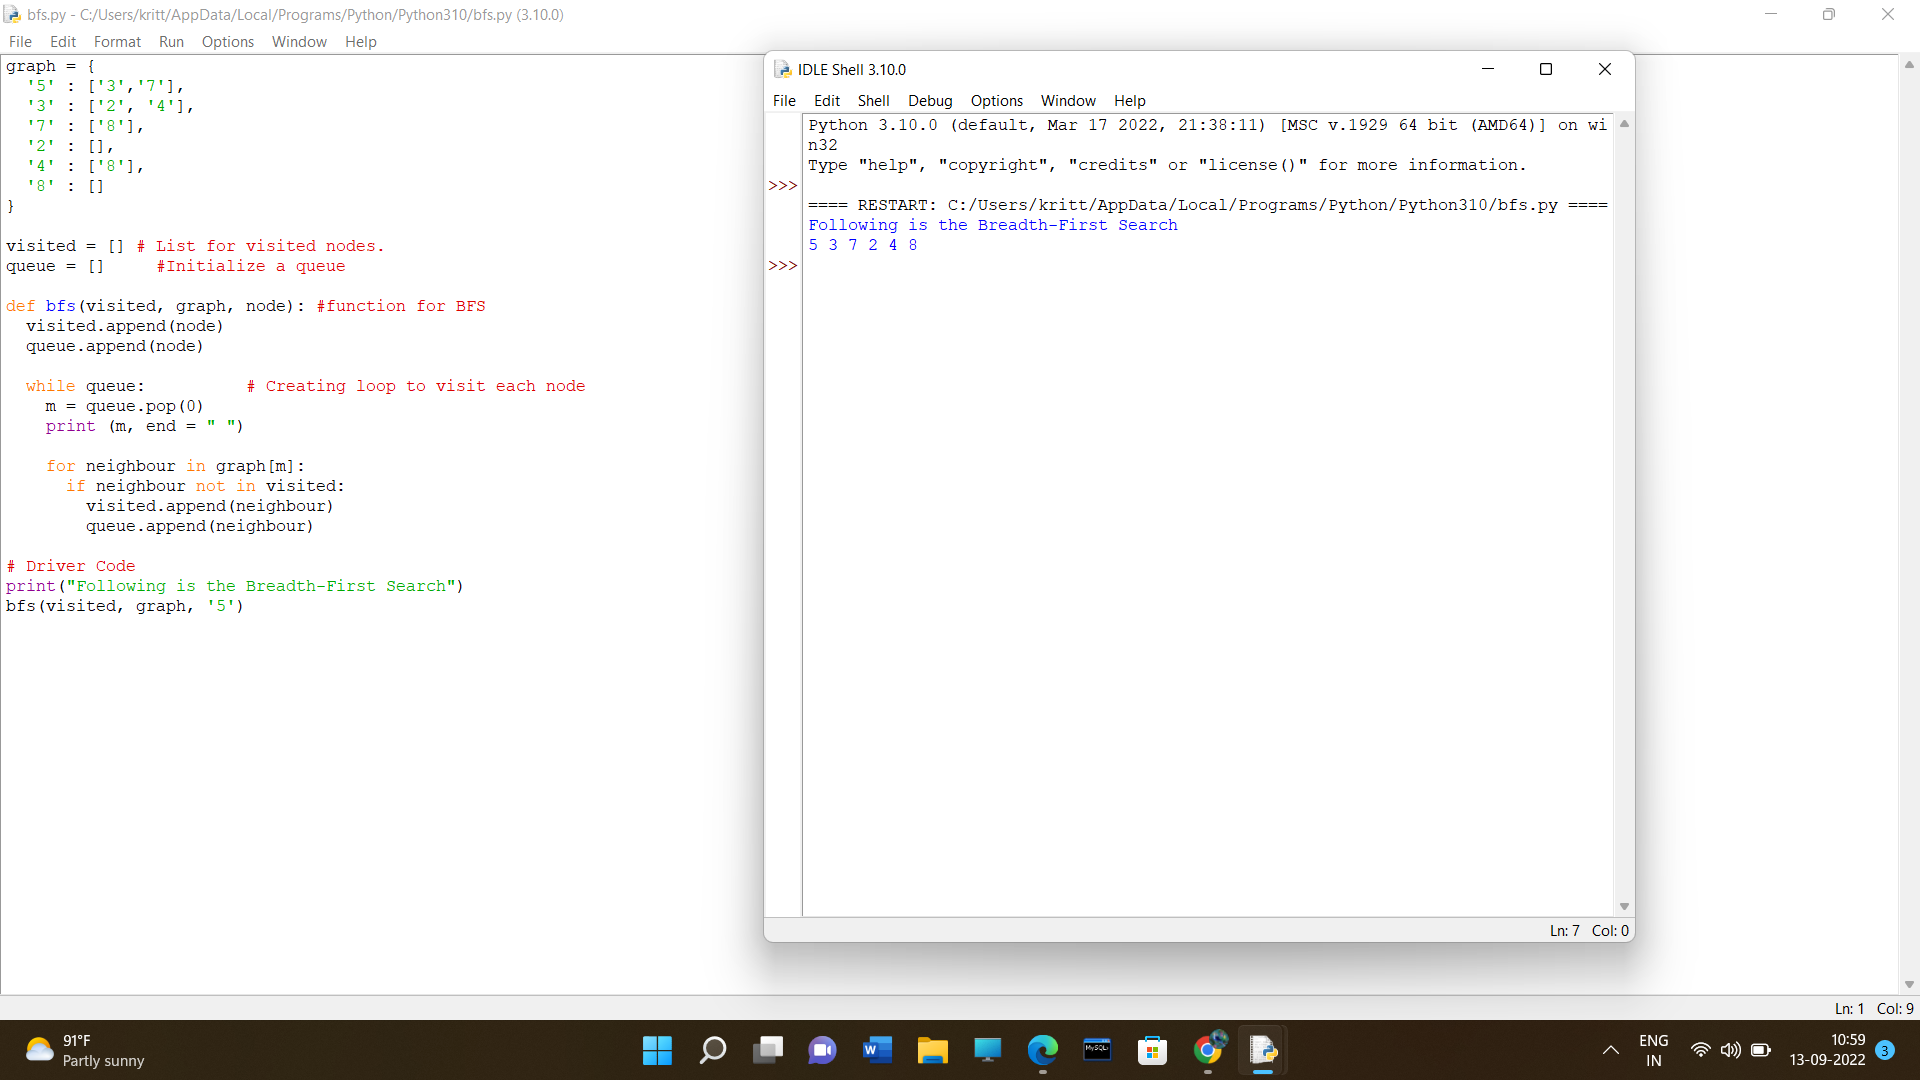 bfs.py - C:/Users/kritt/AppData/Local/Programs/Python/Python310/bfs.py (3.10.0)
File Edit Format Run Options Window Help
graph = {
  '5' : ['3','7'],
  '3' : ['2', '4'],
  '7' : ['8'],
  '2' : [],
  '4' : ['8'],
  '8' : []
}
visited = [] # List for visited nodes.
queue = []     #Initialize a queue
def bfs(visited, graph, node): #function for BFS
  visited.append(node)
  queue.append(node)
  while queue:          # Creating loop to visit each node
    m = queue.pop(0)
    print (m, end = " ")
    for neighbour in graph[m]:
      if neighbour not in visited:
        visited.append(neighbour)
        queue.append(neighbour)
# Driver Code
print("Following is the Breadth-First Search")
bfs(visited, graph, '5')
IDLE Shell 3.10.0
File Edit Shell Debug Options Window Help
Python 3.10.0 (default, Mar 17 2022, 21:38:11) [MSC v.1929 64 bit (AMD64)] on wi
n32
Type "help", "copyright", "credits" or "license()" for more information.
>>>
==== RESTART: C:/Users/kritt/AppData/Local/Programs/Python/Python310/bfs.py ====
Following is the Breadth-First Search
5 3 7 2 4 8
>>>
Ln: 7 Col: 0
Ln: 1 Col: 9
91°F
Partly sunny
W
MySQL
ENG
IN
10:59
13-09-2022
3